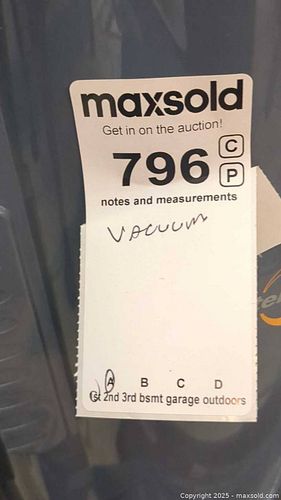 maxsold
Get in on the auction!
796 C
P
notes and measurements
VACUUM
A B C D
1st 2nd 3rd bsmt garage outdoors
Copyright © 2025 - maxsold.com